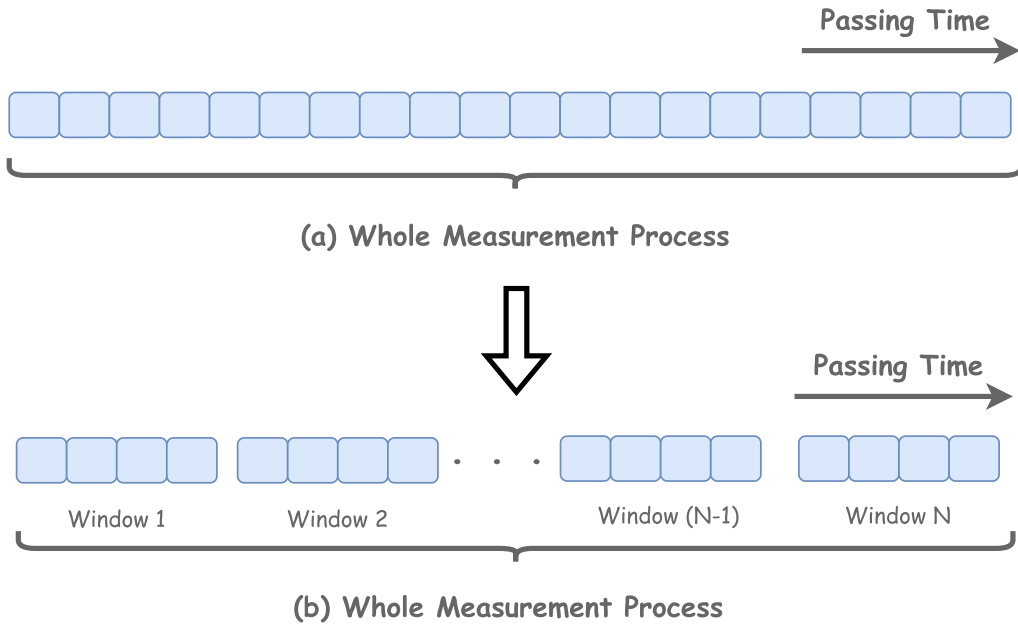 Passing Time
(a) Whole Measurement Process
Passing Time
. . .
Window 1
Window 2
Window (N-1)
Window N
(b) Whole Measurement Process